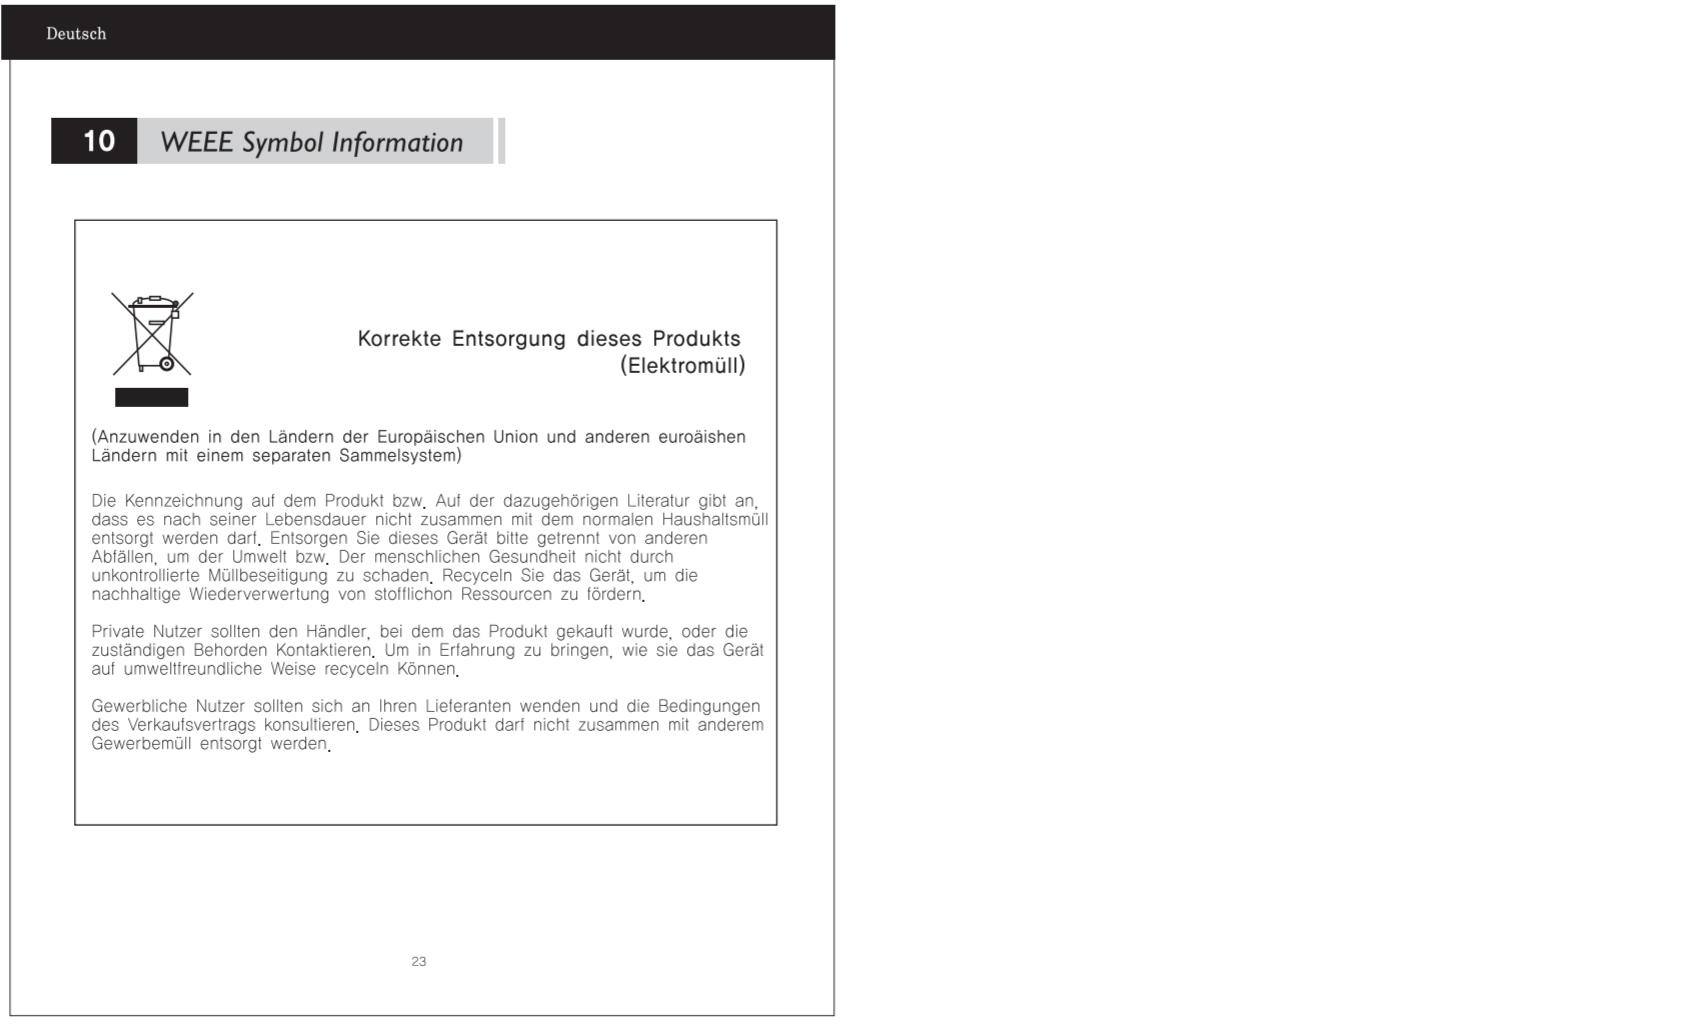 Deutsch
10 WEEE Symbol Information
Korrekte Entsorgung dieses Produkts
(Elektromüll)
(Anzuwenden in den Ländern der Europäischen Union und anderen euroäishen
Ländern mit einem separaten Sammelsystem)
Die Kennzeichnung auf dem Produkt bzw. Auf der dazugehörigen Literatur gibt an,
dass es nach seiner Lebensdauer nicht zusammen mit dem normalen Haushaltsmüll
entsorgt werden darf. Entsorgen Sie dieses Gerät bitte getrennt von anderen
Abfällen, um der Umwelt bzw. Der menschlichen Gesundheit nicht durch
unkontrollierte Müllbeseitigung zu schaden. Recyceln Sie das Gerät, um die
nachhaltige Wiederverwertung von stofflichon Ressourcen zu fördern.
Private Nutzer sollten den Händler, bei dem das Produkt gekauft wurde, oder die
zuständigen Behorden Kontaktieren. Um in Erfahrung zu bringen, wie sie das Gerät
auf umweltfreundliche Weise recyceln Können.
Gewerbliche Nutzer sollten sich an Ihren Lieferanten wenden und die Bedingungen
des Verkaufsvertrags konsultieren. Dieses Produkt darf nicht zusammen mit anderem
Gewerbemüll entsorgt werden.
23